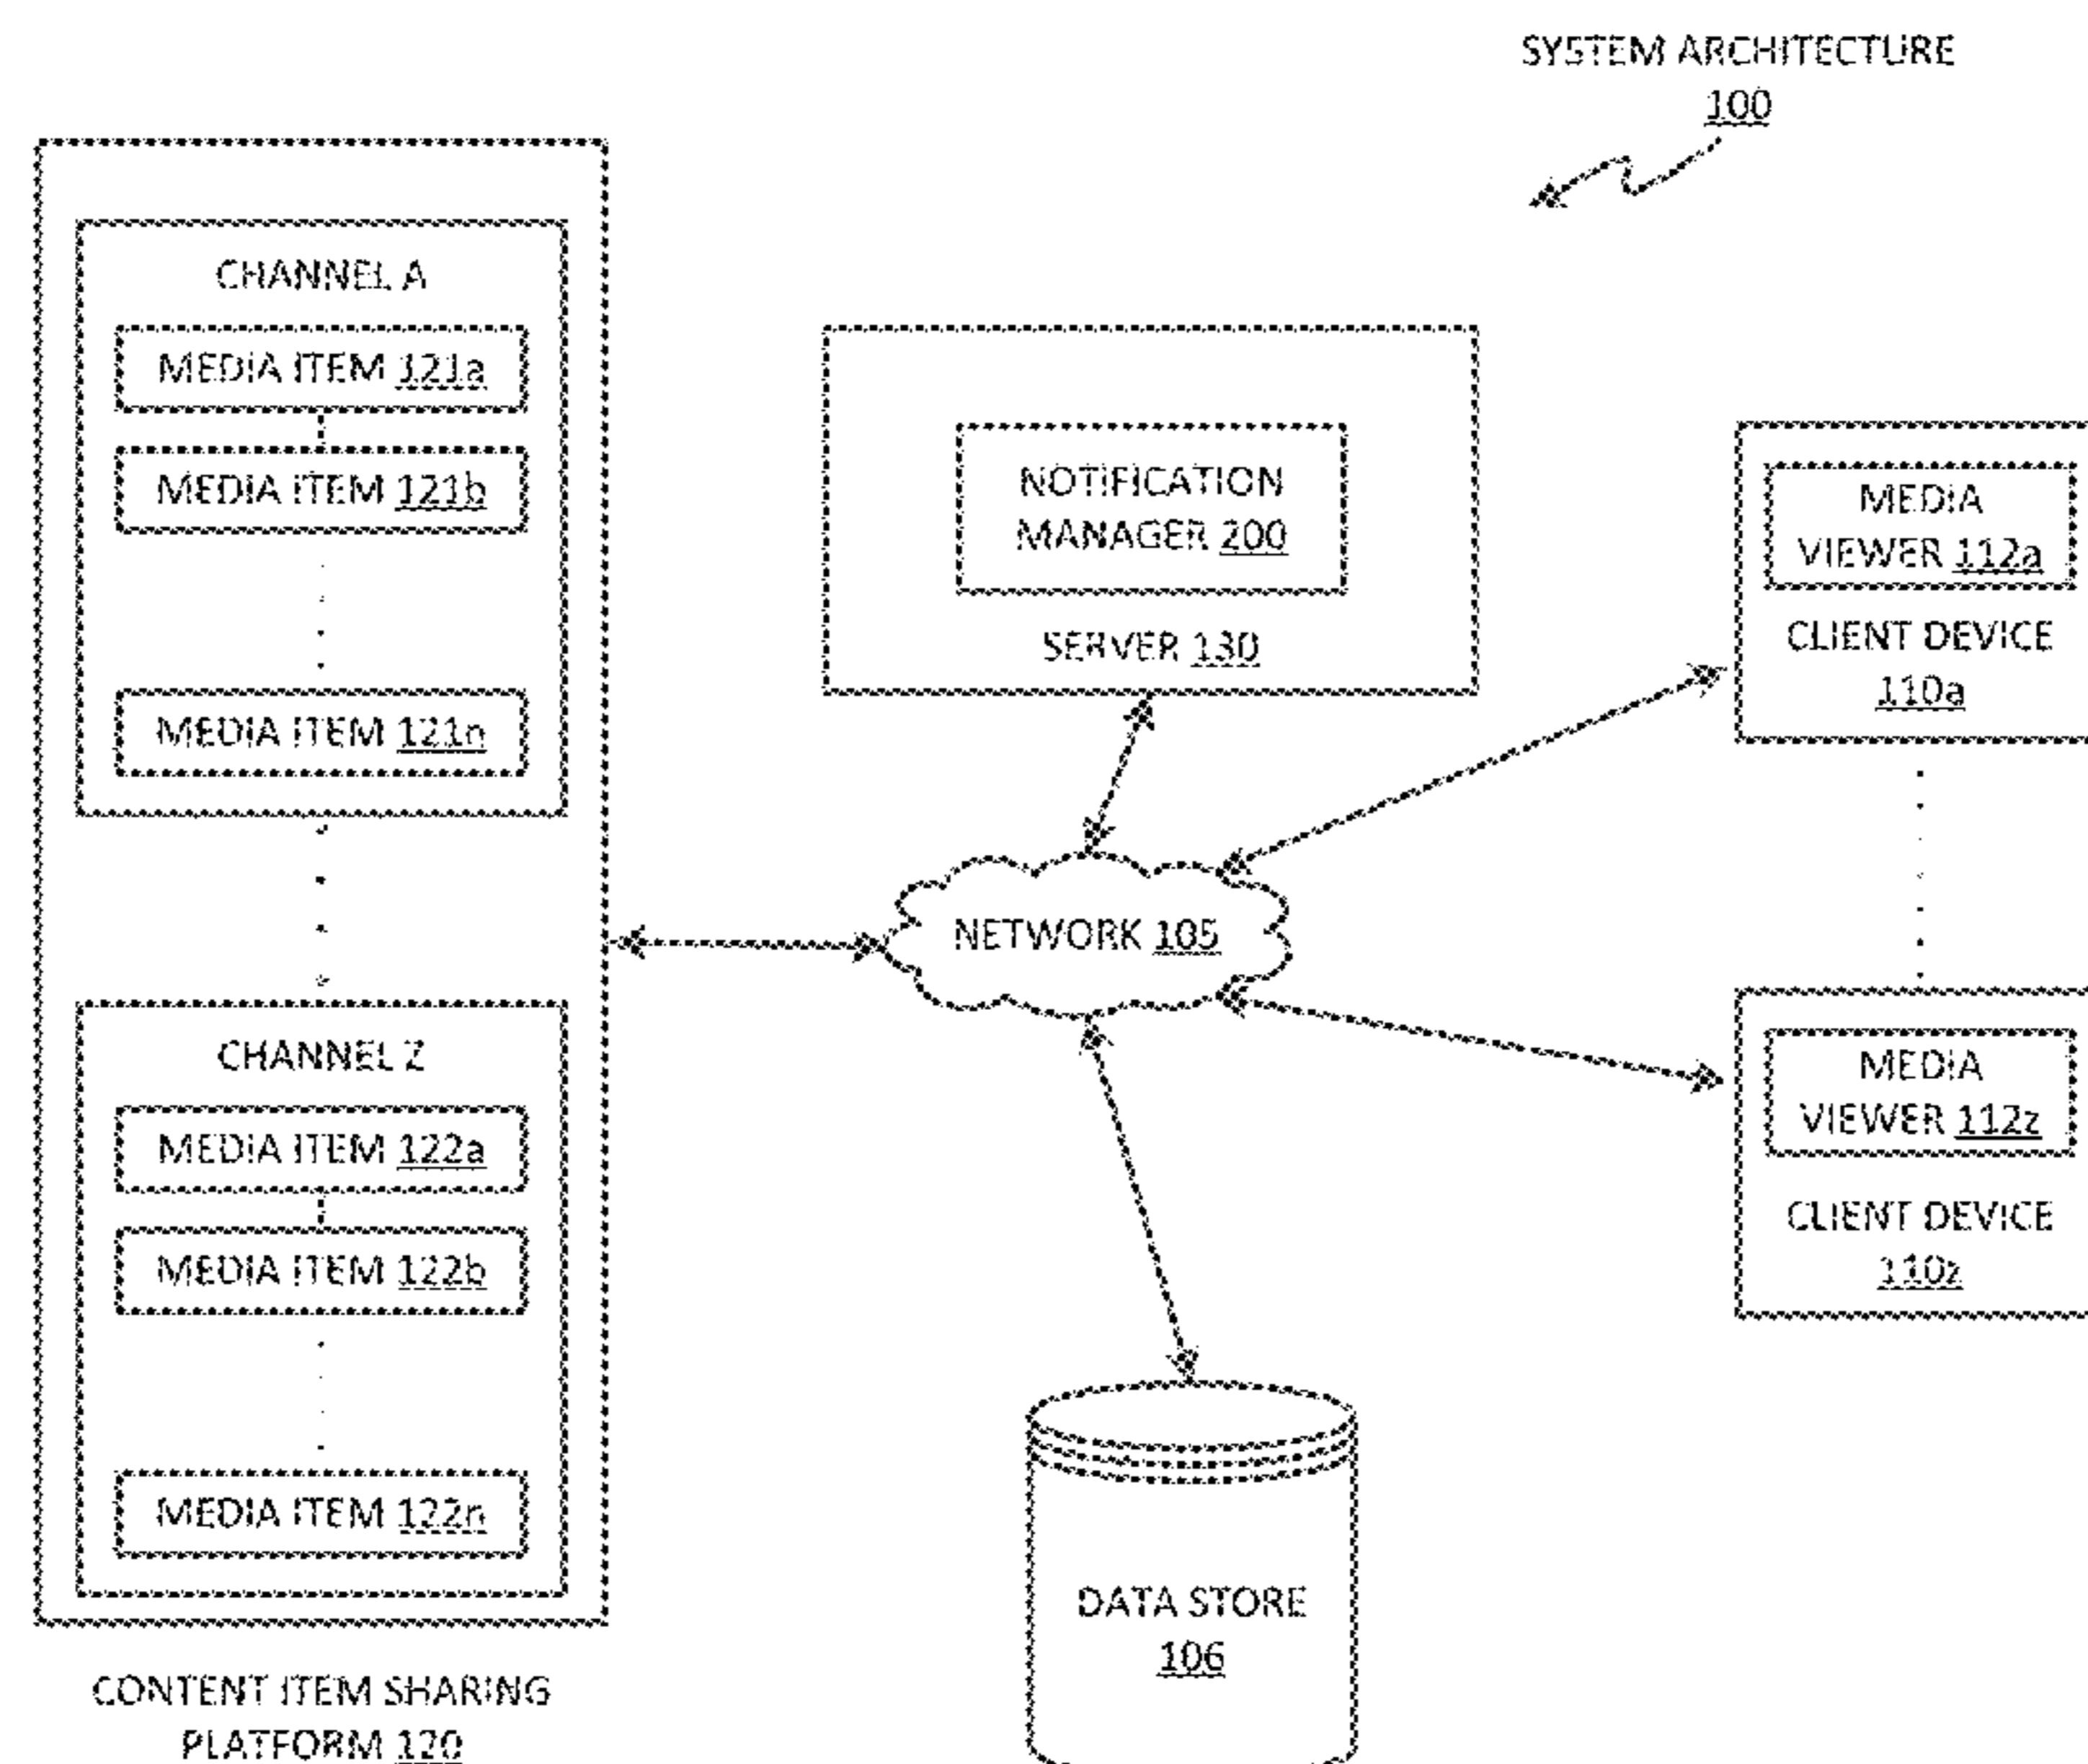 SYSTEM ARCHITECTURE
100
CHANNEL A
MEDIA ITEM 121a
MEDIA ITEM 121b
MEDIA ITEM 121n
CHANNEL Z
MEDIA ITEM 122a
MEDIA ITEM 122b
MEDIA ITEM 122n
CONTENT ITEM SHARING
PLATFORM 120
NOTIFICATION
MANAGER 200
SERVER 130
NETWORK 105
DATA STORE
106
MEDIA
VIEWER 112a
CLIENT DEVICE
110a
MEDIA
VIEWER 112z
CLIENT DEVICE
110z